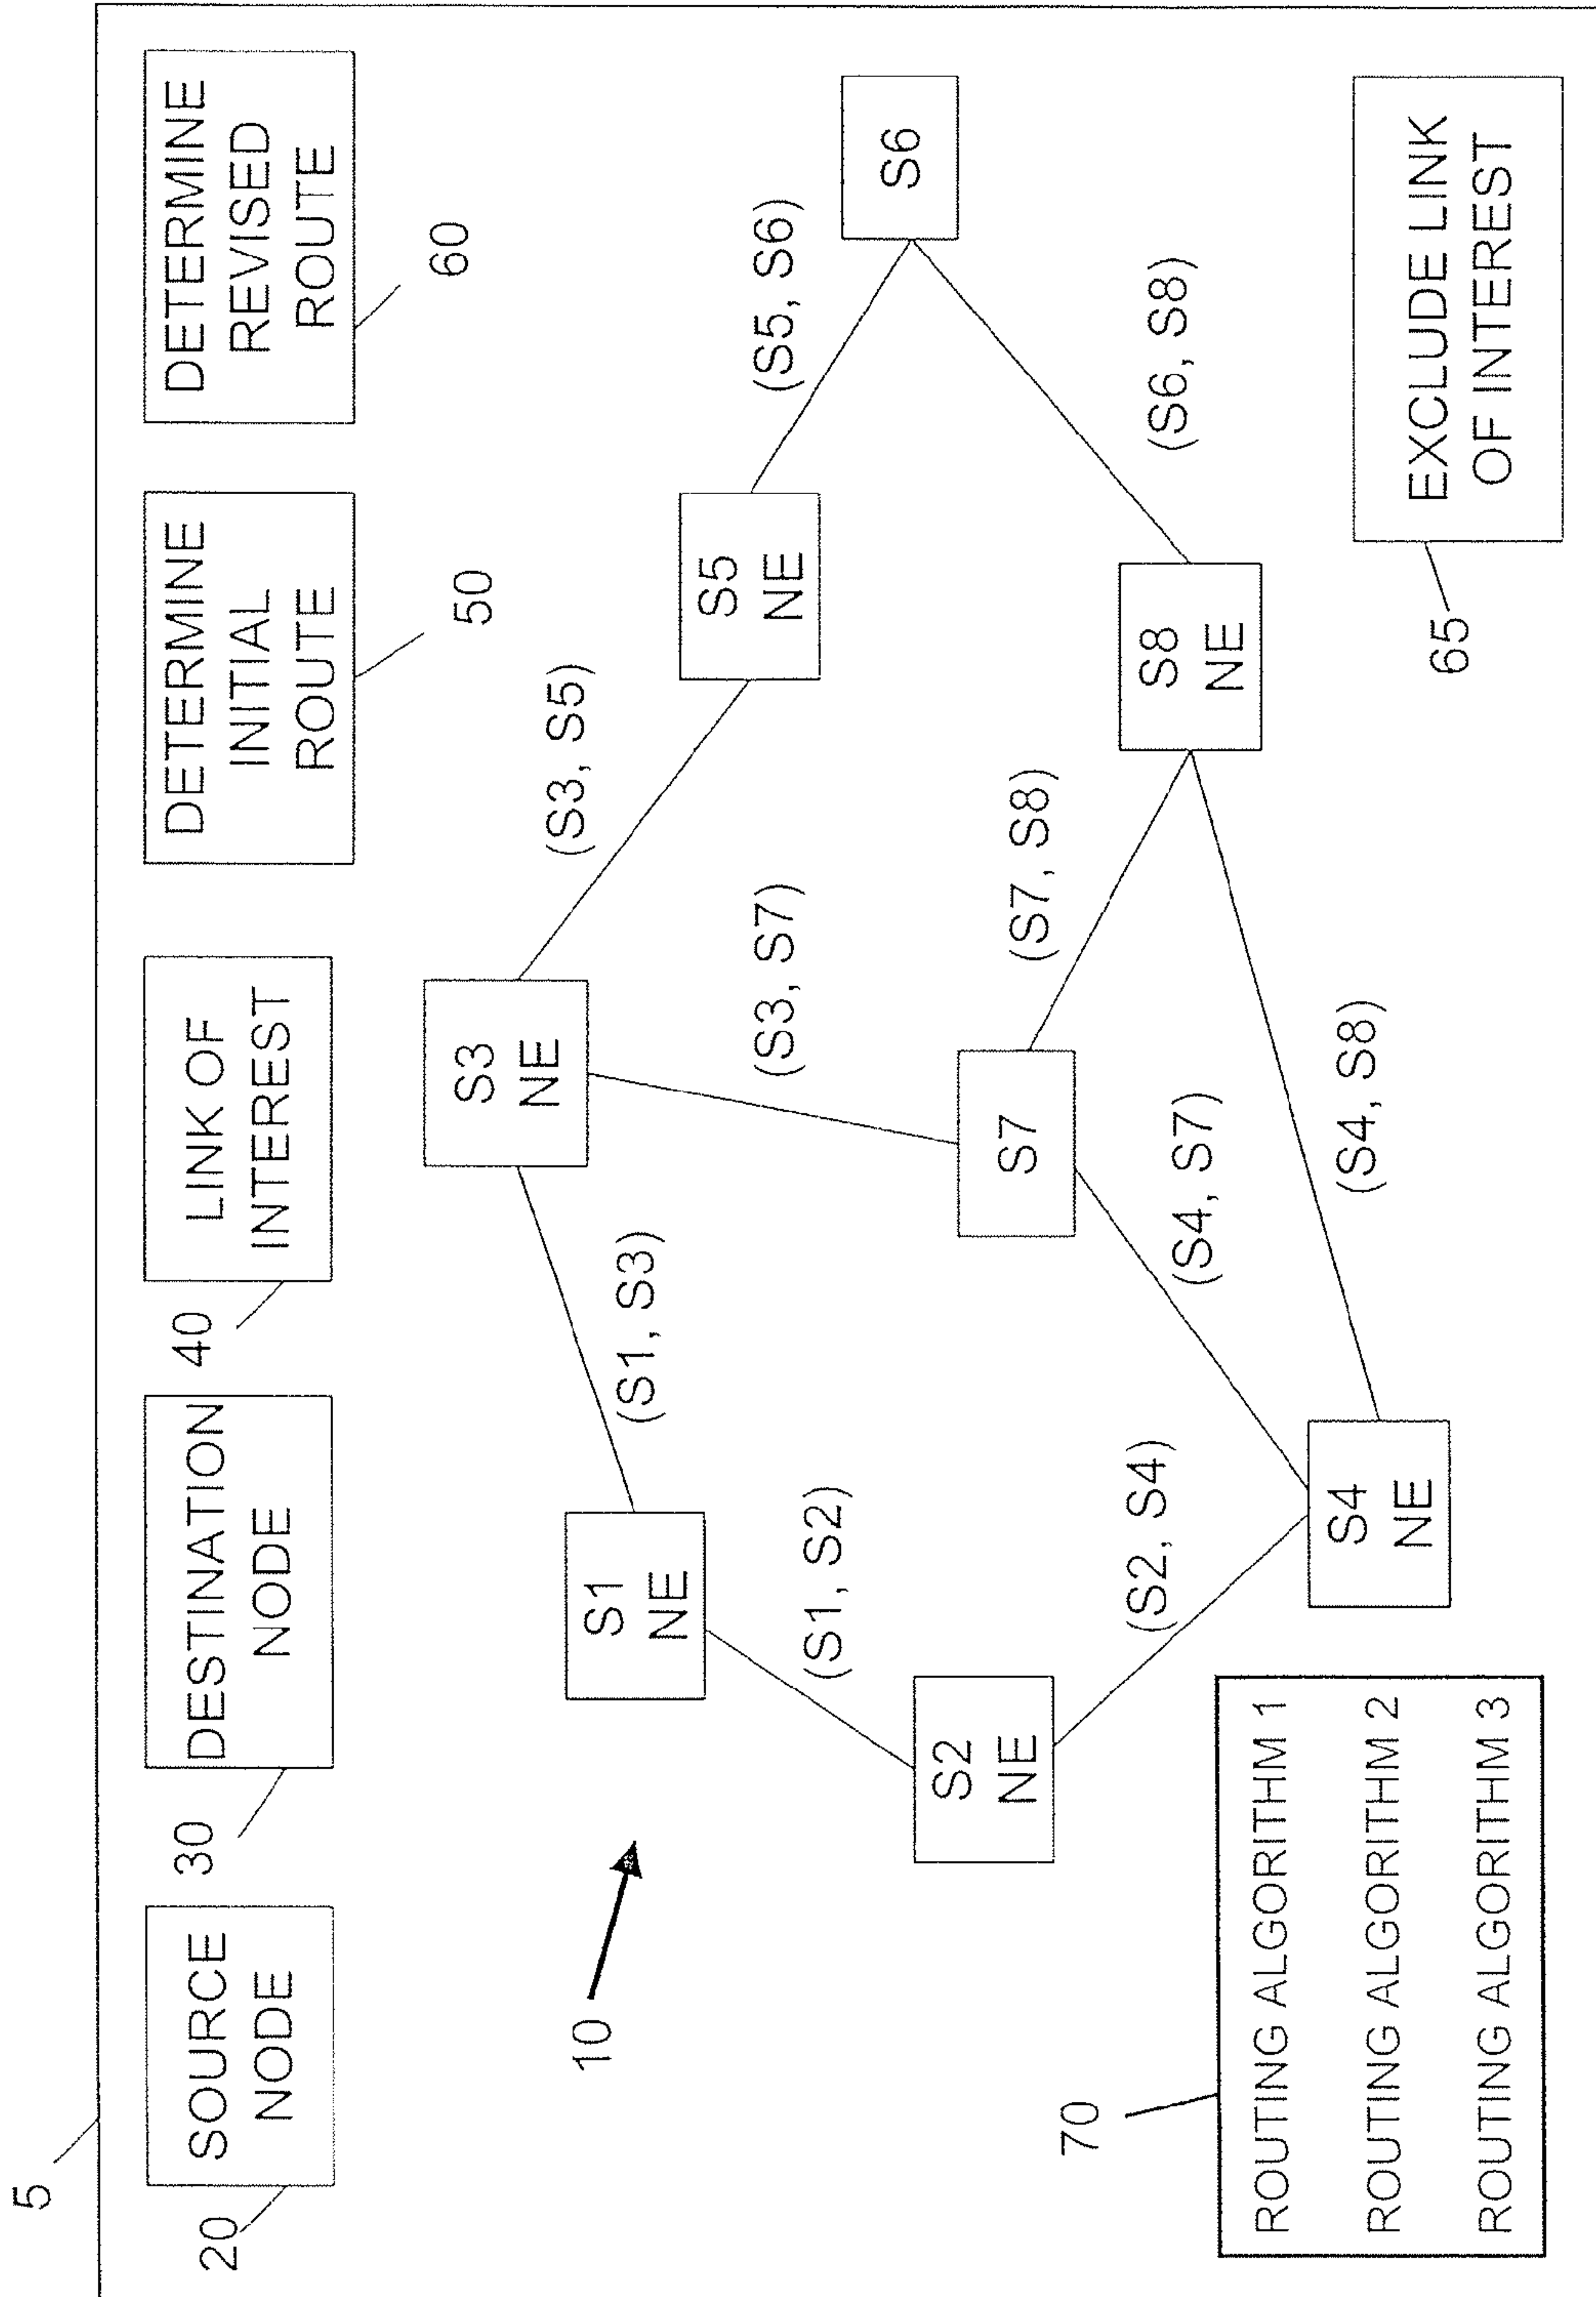 5
SOURCE
NODE
20
DESTINATION
NODE
30
LINK OF
INTEREST
40
DETERMINE
INITIAL
ROUTE
50
DETERMINE
REVISED
ROUTE
60
10
S1
NE
(S1, S3)
S3
NE
(S3, S5)
S5
NE
(S5, S6)
S6
(S1, S2)
(S3, S7)
S2
NE
(S2, S4)
S7
(S7, S8)
(S4, S7)
S8
NE
(S6, S8)
S4
NE
(S4, S8)
70
ROUTING ALGORITHM 1
ROUTING ALGORITHM 2
ROUTING ALGORITHM 3
65
EXCLUDE LINK
OF INTEREST